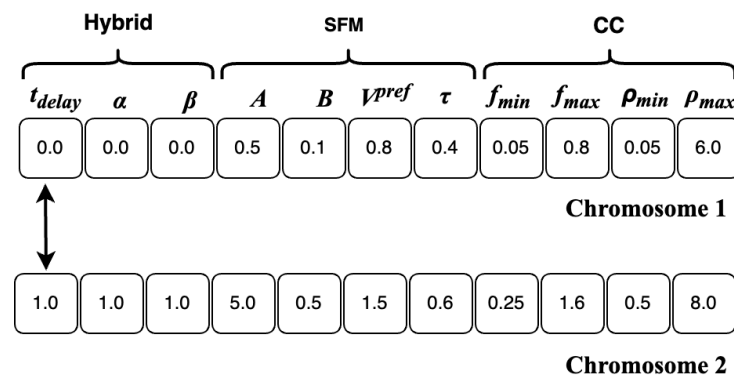 Hybrid SFM CC
t_delay α β A B V^pref τ f_min f_max ρ_min ρ_max
0.0 0.0 0.0 0.5 0.1 0.8 0.4 0.05 0.8 0.05 6.0
Chromosome 1
1.0 1.0 1.0 5.0 0.5 1.5 0.6 0.25 1.6 0.5 8.0
Chromosome 2